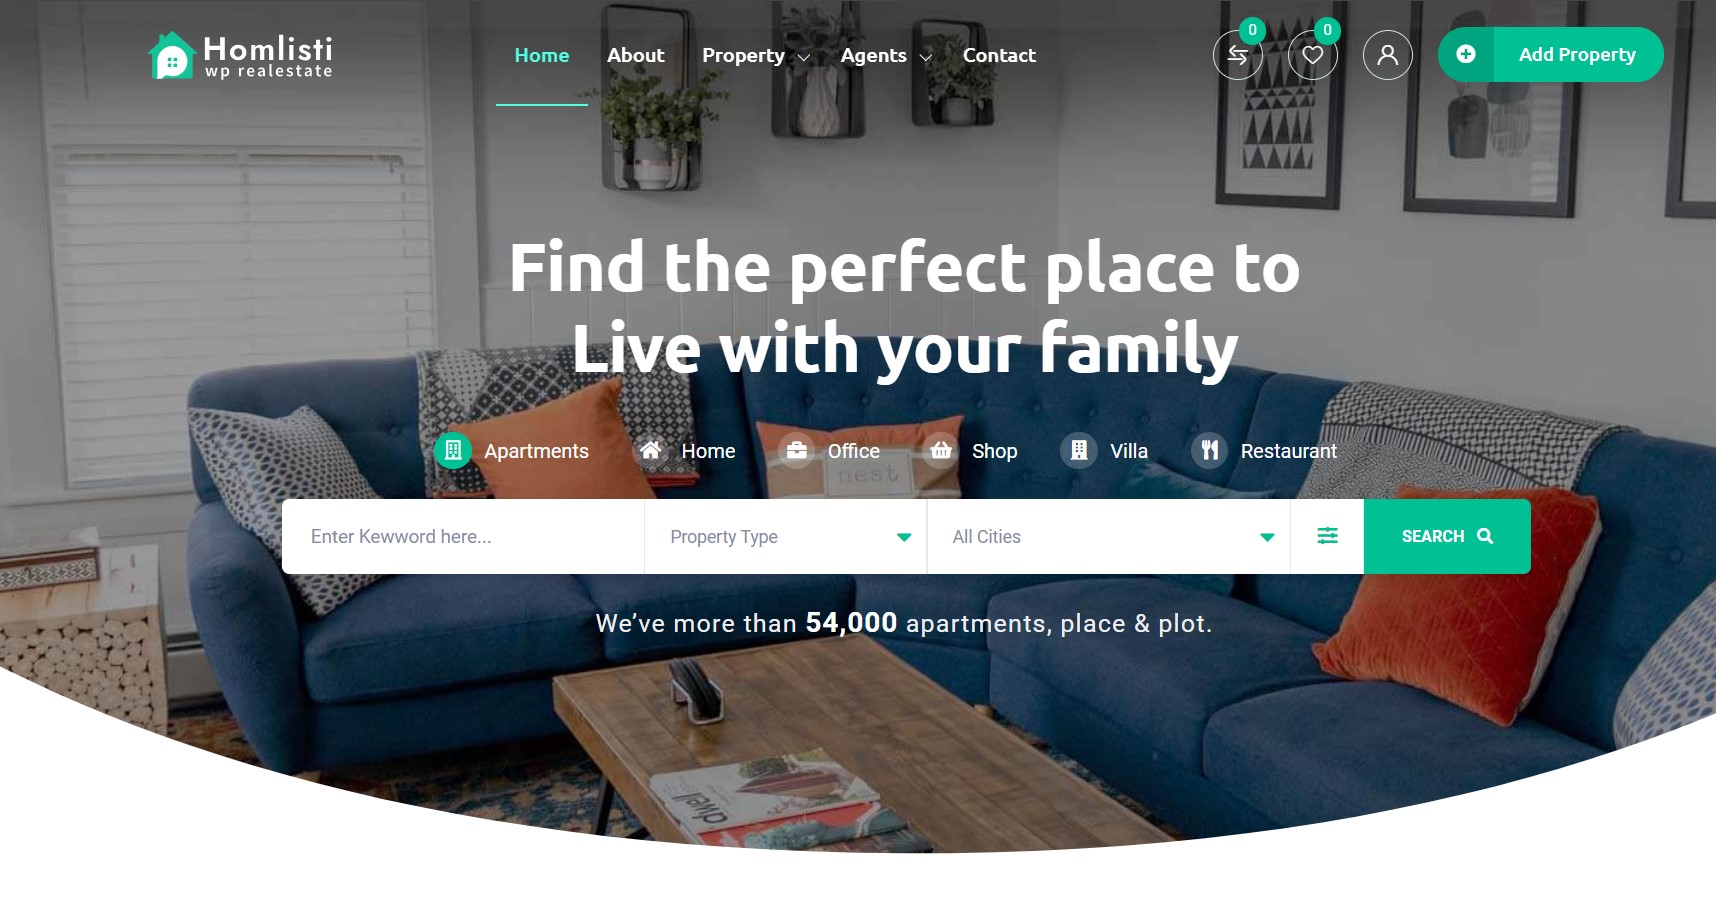 Homlisti
wp realestate
Home About Property Agents Contact
0 0
Add Property
Find the perfect place to
Live with your family
Apartments Home Office Shop Villa Restaurant
nest
Enter Kewword here... Property Type All Cities SEARCH
We’ve more than 54,000 apartments, place & plot.
dwell